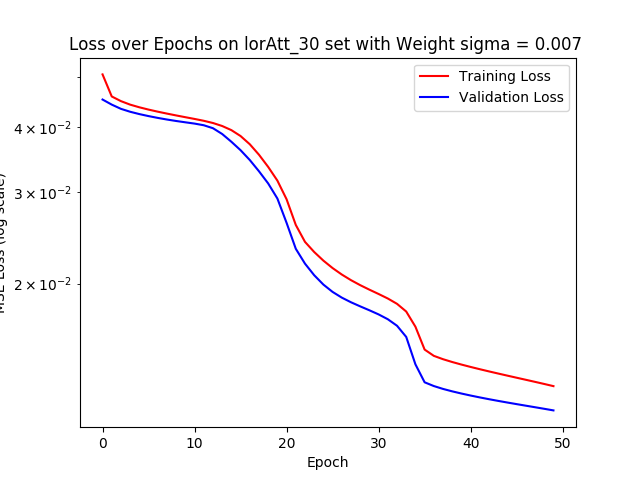 Loss over Epochs on lorAtt_30 set with Weight sigma = 0.007
Training Loss
Validation Loss
4 × 10⁻²
3 × 10⁻²
2 × 10⁻²
MSE Loss (log scale)
0 10 20 30 40 50
Epoch